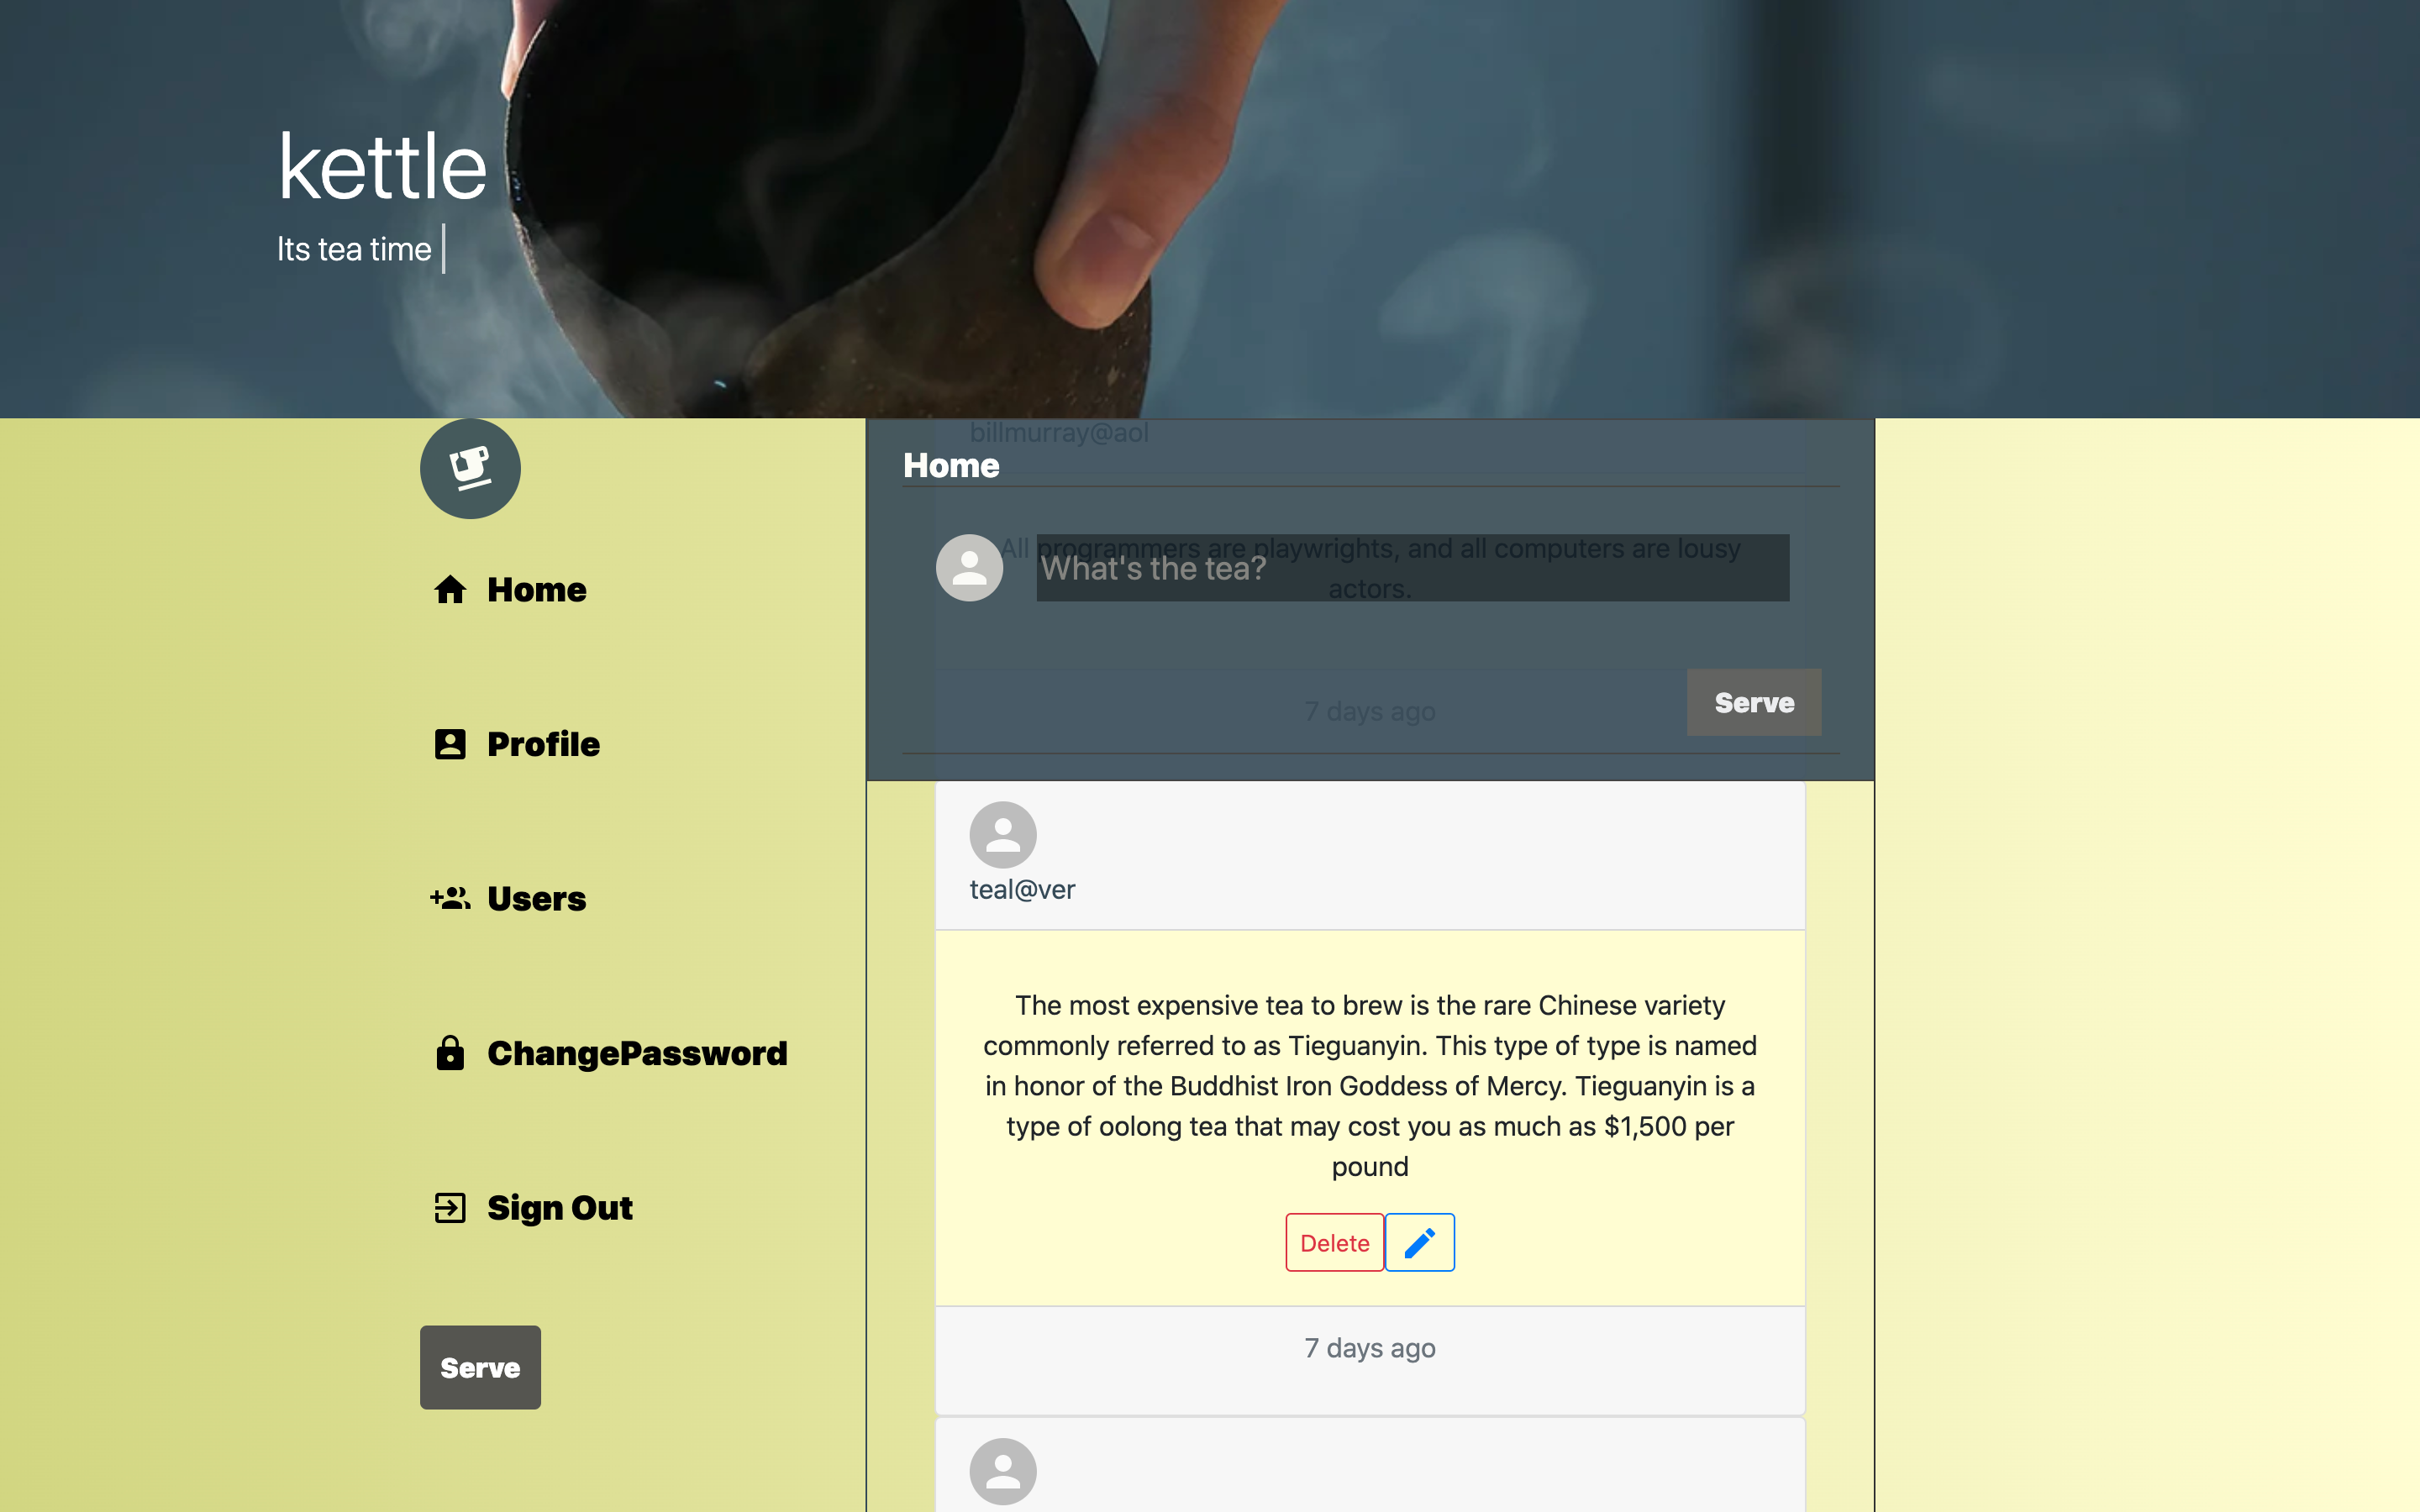 kettle
Its tea time
billmurray@aol
Home
All programmers are playwrights, and all computers are lousy
actors.
What's the tea?
7 days ago
Serve
Home
Profile
Users
ChangePassword
Sign Out
Serve
teal@ver
The most expensive tea to brew is the rare Chinese variety
commonly referred to as Tieguanyin. This type of type is named
in honor of the Buddhist Iron Goddess of Mercy. Tieguanyin is a
type of oolong tea that may cost you as much as $1,500 per
pound
Delete
7 days ago